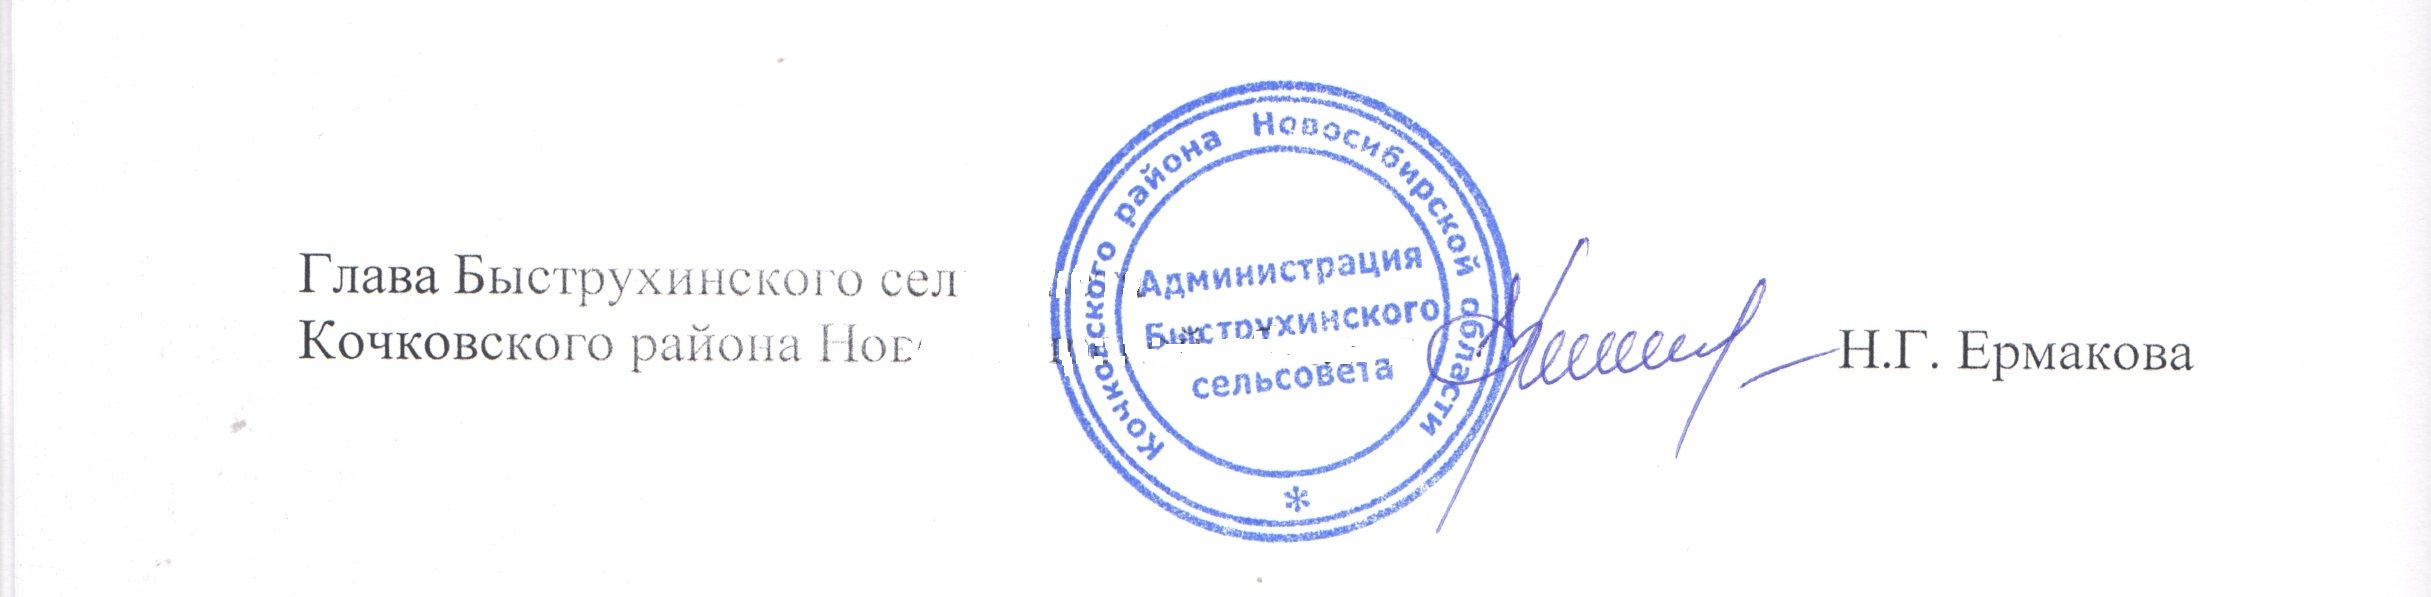 Глава Быструхинского сел
Кочковского района Нов
Кочковского района Новосибирской области
Администрация
Быструхинского
сельсовета
*
Н.Г. Ермакова